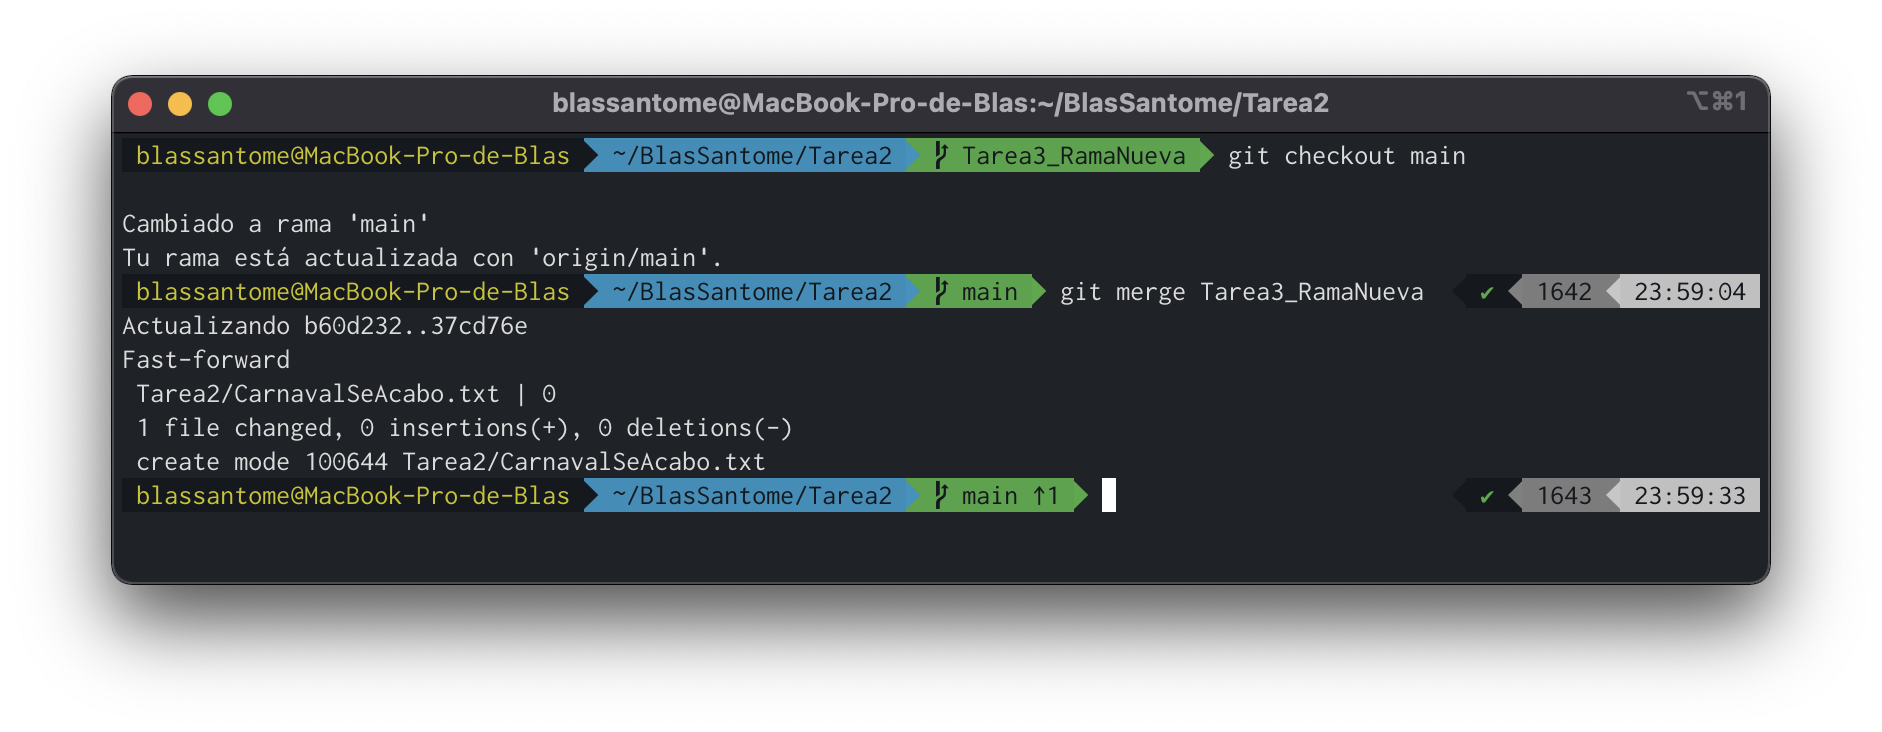 blassantome@MacBook-Pro-de-Blas:~/BlasSantome/Tarea2 ⌥⌘1
blassantome@MacBook-Pro-de-Blas ~/BlasSantome/Tarea2 Tarea3_RamaNueva git checkout main
Cambiado a rama 'main'
Tu rama está actualizada con 'origin/main'.
blassantome@MacBook-Pro-de-Blas ~/BlasSantome/Tarea2 main git merge Tarea3_RamaNueva ✔ 1642 23:59:04
Actualizando b60d232..37cd76e
Fast-forward
Tarea2/CarnavalSeAcabo.txt | 0
1 file changed, 0 insertions(+), 0 deletions(-)
create mode 100644 Tarea2/CarnavalSeAcabo.txt
blassantome@MacBook-Pro-de-Blas ~/BlasSantome/Tarea2 main ↑1 ✔ 1643 23:59:33